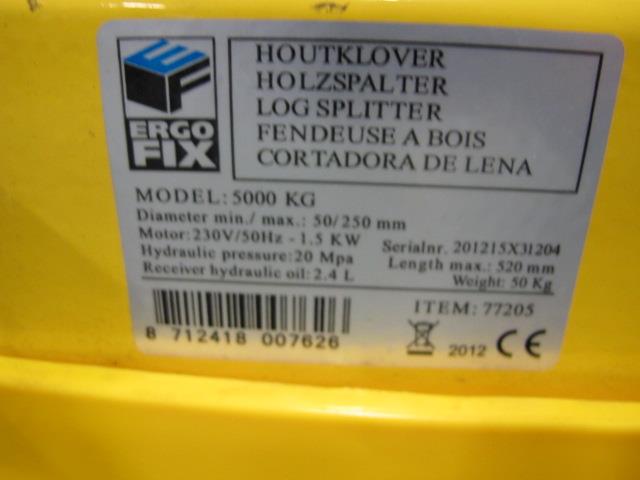 ERGO
FIX
HOUTKLOVER
HOLZSPALTER
LOG SPLITTER
FENDEUSE A BOIS
CORTADORA DE LENA
MODEL: 5000 KG
Diameter min./ max.: 50/250 mm
Motor:230V/50Hz - 1.5 KW
Hydraulic pressure:20 Mpa
Receiver hydraulic oil: 2.4 L
Serialnr. 201215X31204
Length max.: 520 mm
Weight: 50 Kg
8 712418 007626
ITEM: 77205
2012 CE